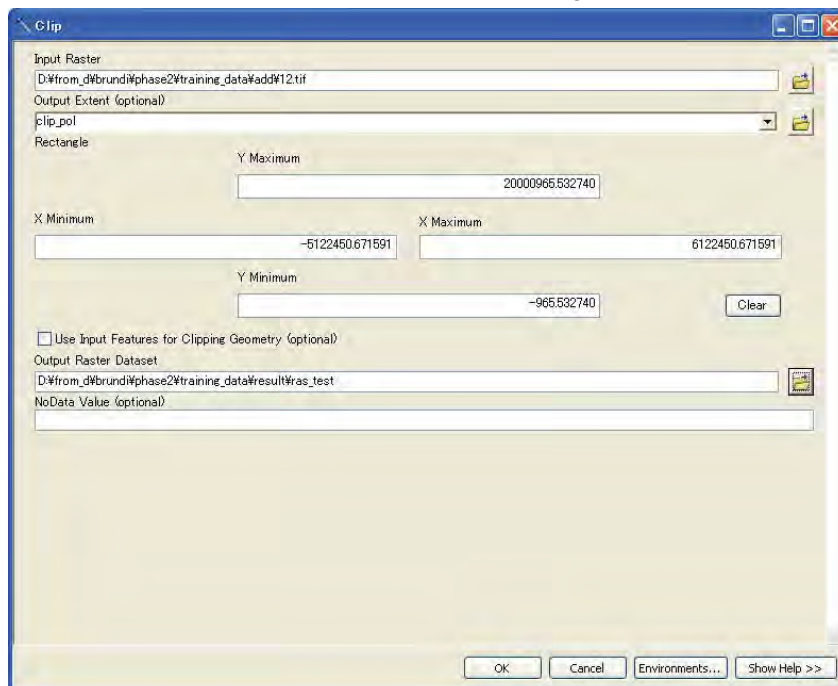 Clip
Input Raster
D:¥from_d¥brundi¥phase2¥training_data¥add¥12.tif
Output Extent (optional)
clip_pol
Rectangle
Y Maximum
20000965.532740
X Minimum
X Maximum
-5122450.671591
6122450.671591
Y Minimum
-965.532740
Clear
Use Input Features for Clipping Geometry (optional)
Output Raster Dataset
D:¥from_d¥brundi¥phase2¥training_data¥result¥ras_test
NoData Value (optional)
OK
Cancel
Environments...
Show Help >>